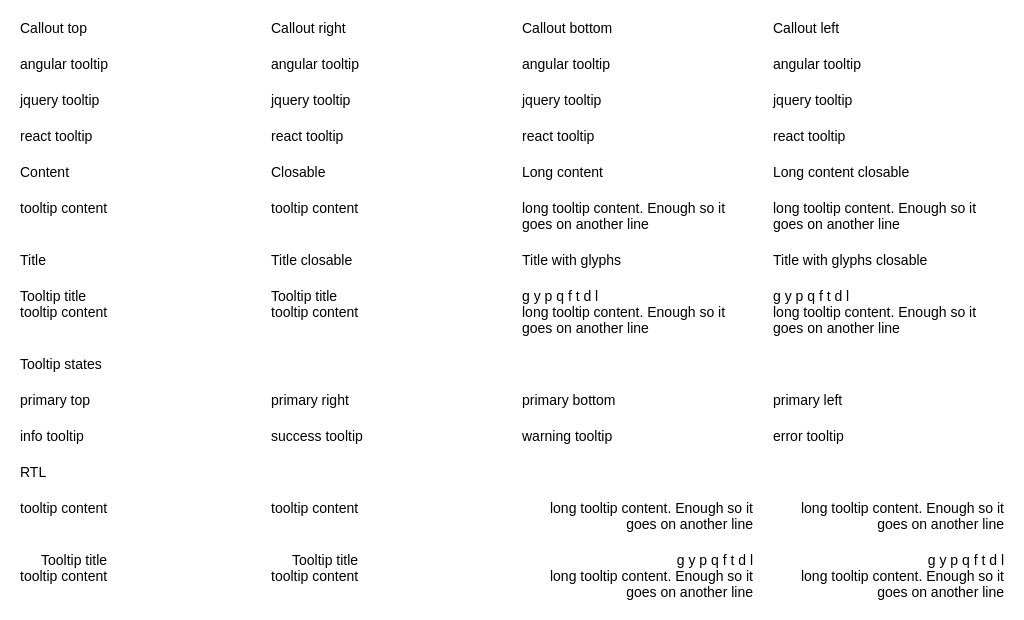 Callout top Callout right Callout bottom Callout left
angular tooltip angular tooltip angular tooltip angular tooltip
jquery tooltip jquery tooltip jquery tooltip jquery tooltip
react tooltip react tooltip react tooltip react tooltip
Content Closable Long content Long content closable
tooltip content tooltip content long tooltip content. Enough so it long tooltip content. Enough so it
goes on another line goes on another line
Title Title closable Title with glyphs Title with glyphs closable
Tooltip title Tooltip title g y p q f t d l g y p q f t d l
tooltip content tooltip content long tooltip content. Enough so it long tooltip content. Enough so it
goes on another line goes on another line
Tooltip states
primary top primary right primary bottom primary left
info tooltip success tooltip warning tooltip error tooltip
RTL
tooltip content tooltip content long tooltip content. Enough so it long tooltip content. Enough so it
goes on another line goes on another line
Tooltip title Tooltip title g y p q f t d l g y p q f t d l
tooltip content tooltip content long tooltip content. Enough so it long tooltip content. Enough so it
goes on another line goes on another line